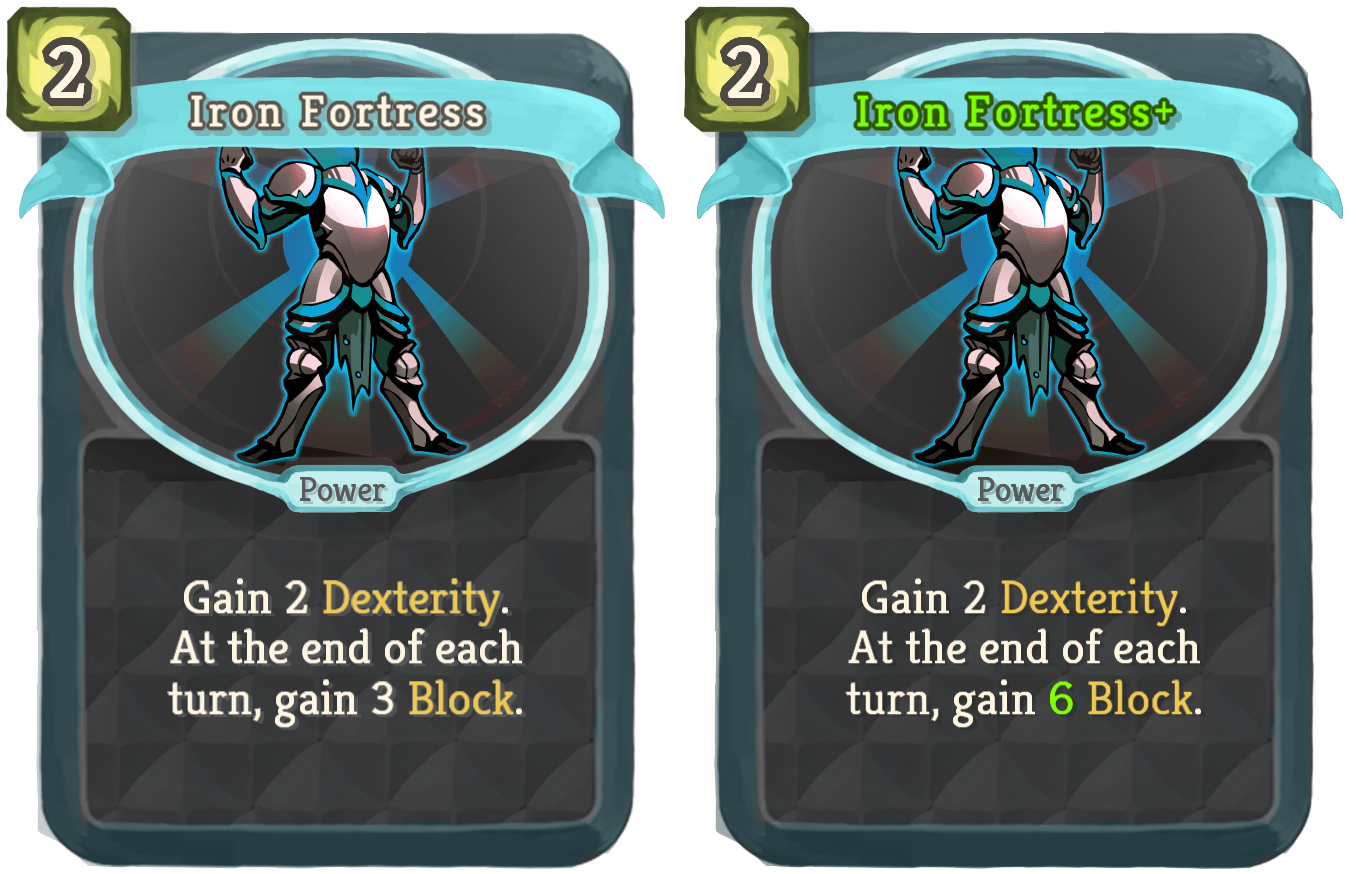 2
Iron Fortress
Power
Gain 2 Dexterity.
At the end of each
turn, gain 3 Block.
2
Iron Fortress+
Power
Gain 2 Dexterity.
At the end of each
turn, gain 6 Block.